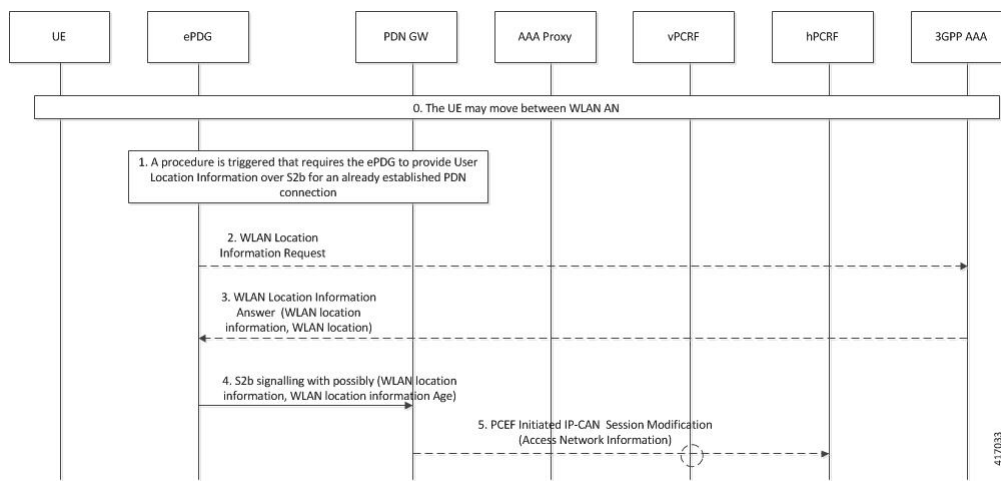 UE
ePDG
PDN GW
AAA Proxy
vPCRF
hPCRF
3GPP AAA
0. The UE may move between WLAN AN
1. A procedure is triggered that requires the ePDG to provide User
Location Information over S2b for an already established PDN
connection
2. WLAN Location
Information Request
3. WLAN Location Information
Answer (WLAN location
information, WLAN location)
4. S2b signalling with possibly (WLAN location
information, WLAN location information Age)
5. PCEF Initiated IP-CAN Session Modification
(Access Network Information)
417033